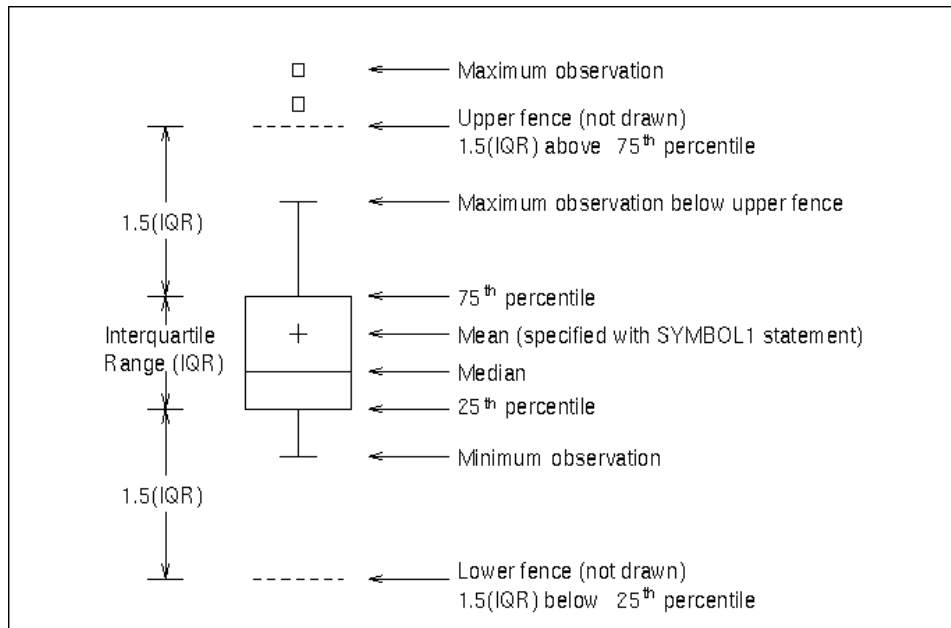 Maximum observation
Upper fence (not drawn)
1.5(IQR) above 75th percentile
Maximum observation below upper fence
1.5(IQR)
75th percentile
Interquartile
Range (IQR)
Mean (specified with SYMBOL1 statement)
Median
25th percentile
Minimum observation
1.5(IQR)
Lower fence (not drawn)
1.5(IQR) below 25th percentile